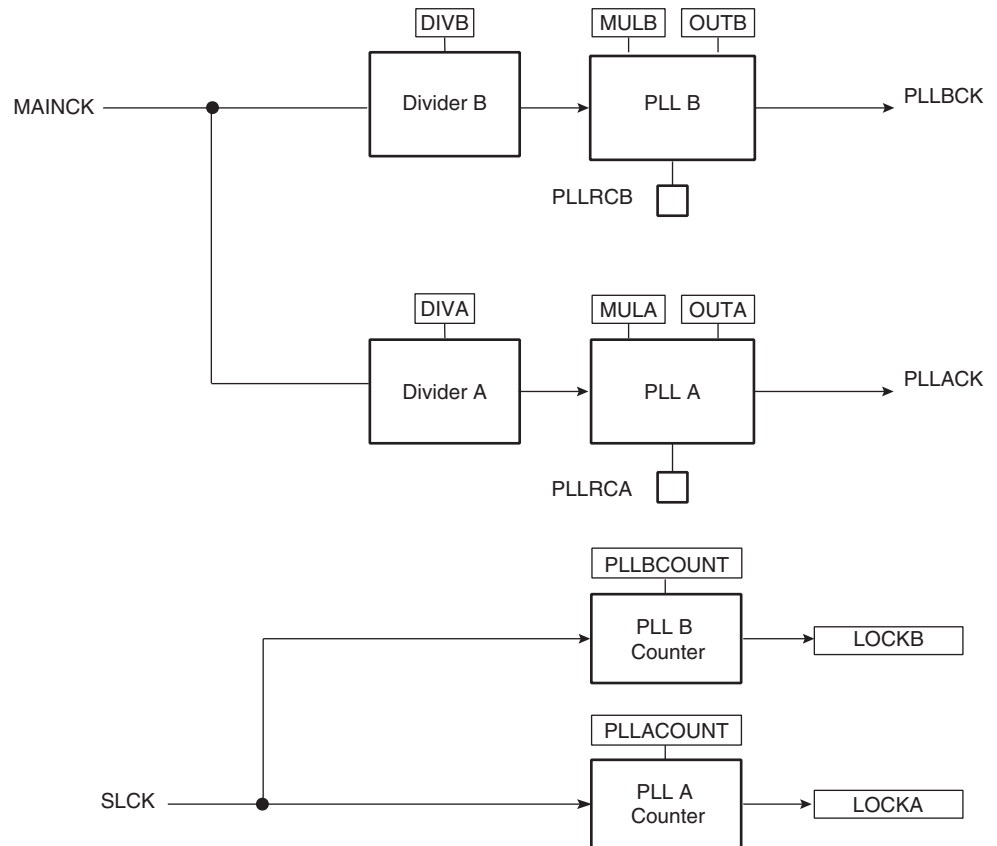 DIVB
MULB
OUTB
MAINCK
Divider B
PLL B
PLLBCK
PLLRCB
DIVA
MULA
OUTA
Divider A
PLL A
PLLACK
PLLRCA
PLLBCOUNT
PLL B
Counter
LOCKB
PLLACOUNT
SLCK
PLL A
Counter
LOCKA